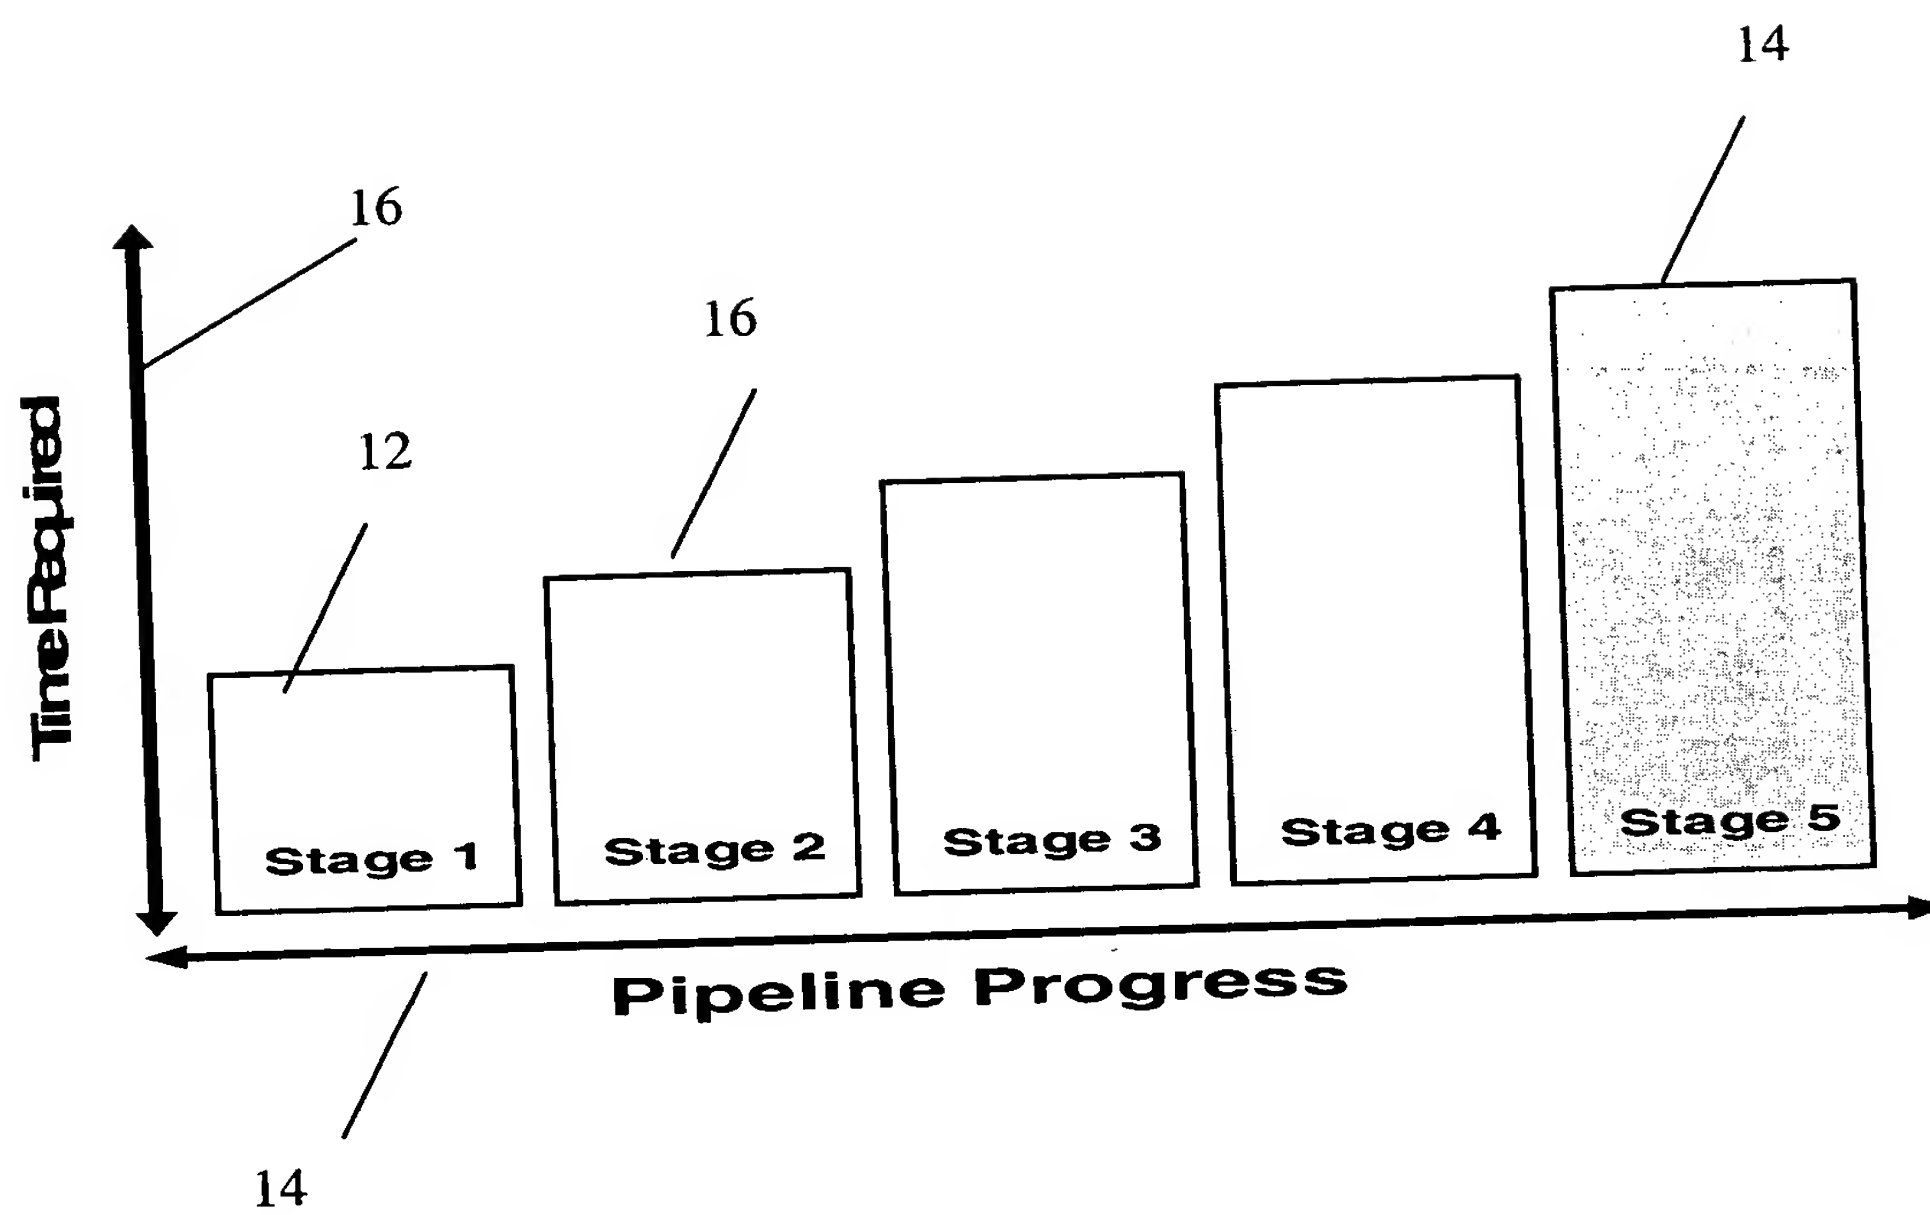 14
16
16
12
Time Required
Stage 1
Stage 2
Stage 3
Stage 4
Stage 5
Pipeline Progress
14